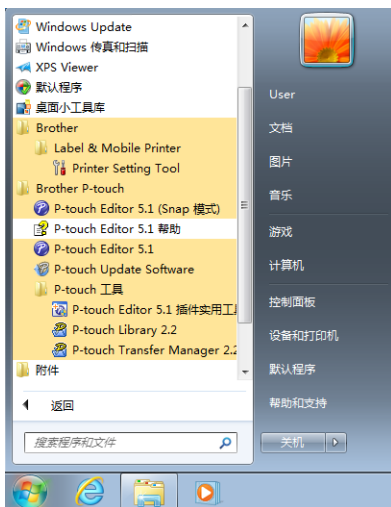 Windows Update
Windows 传真和扫描
XPS Viewer
默认程序
桌面小工具库
Brother
Label & Mobile Printer
Printer Setting Tool
Brother P-touch
P-touch Editor 5.1 (Snap 模式)
P-touch Editor 5.1 帮助
P-touch Editor 5.1
P-touch Update Software
P-touch 工具
P-touch Editor 5.1 插件实用工
P-touch Library 2.2
P-touch Transfer Manager 2.2
附件
返回
搜索程序和文件
User
文档
图片
音乐
游戏
计算机
控制面板
设备和打印机
默认程序
帮助和支持
关机